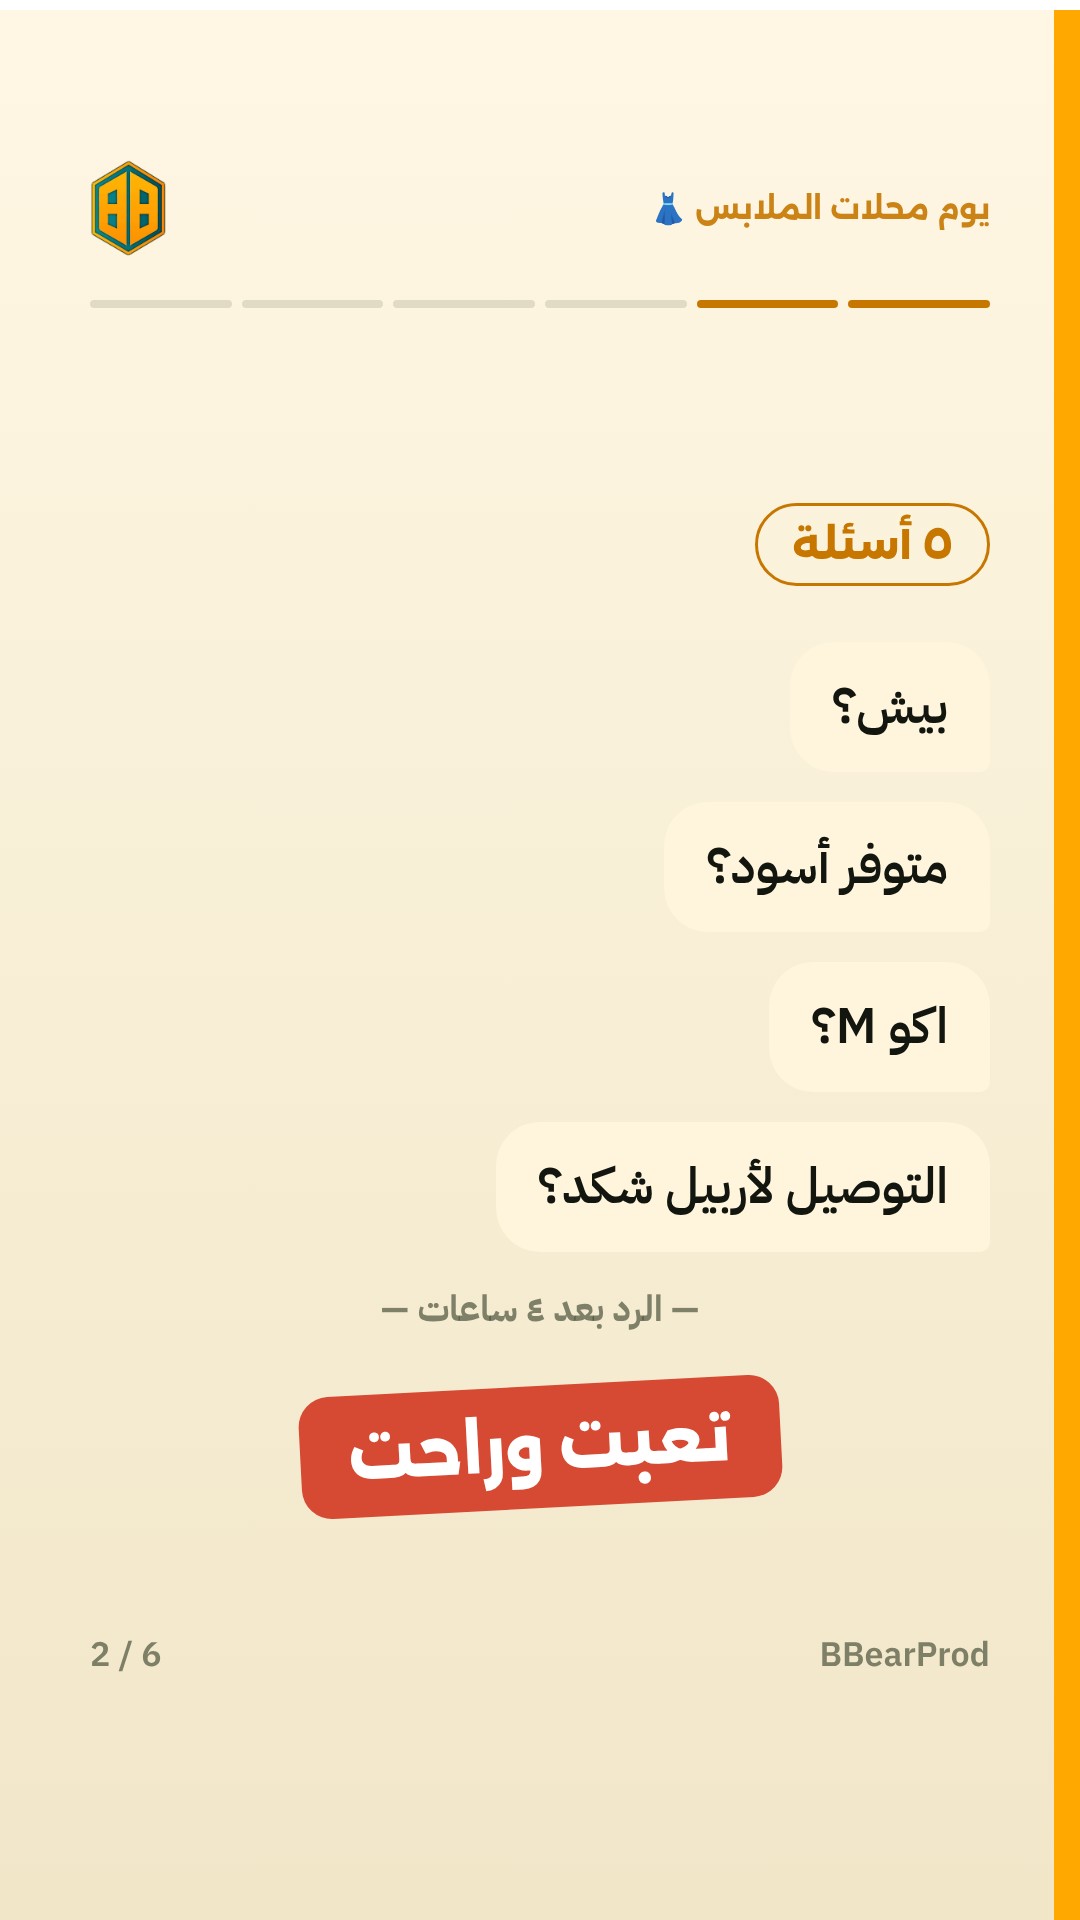 يوم محلات الملابس 👗
٥ أسئلة
بيش؟
متوفر أسود؟
اكو M؟
التوصيل لأربيل شكد؟
— الرد بعد ٤ ساعات —
تعبت وراحت
BBearProd
2 / 6